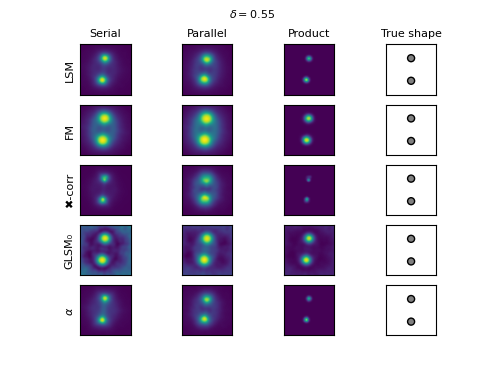 δ = 0.55
Serial Parallel Product True shape
LSM
FM
✖-corr
GLSM₀
α